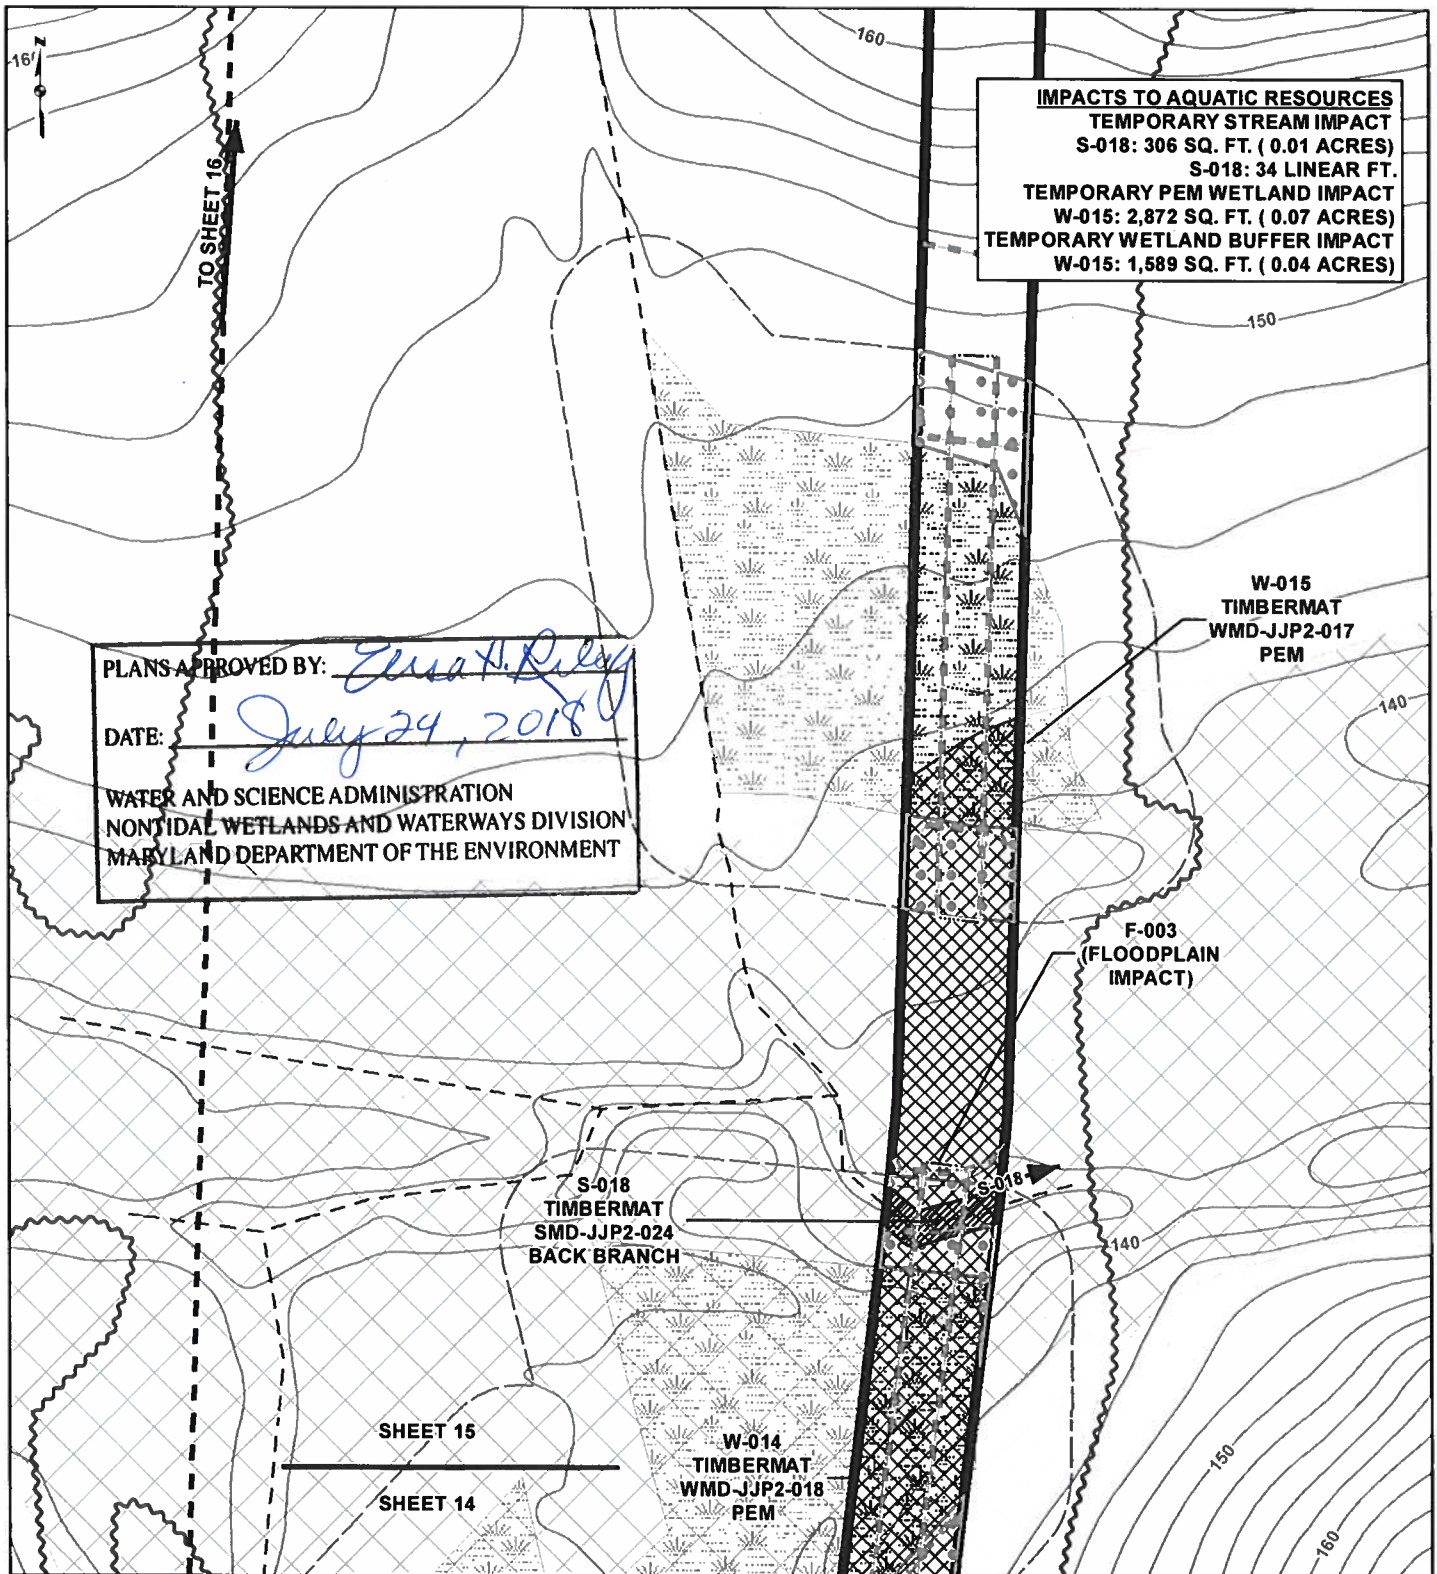 160
160
N
IMPACTS TO AQUATIC RESOURCES
TEMPORARY STREAM IMPACT
S-018: 306 SQ. FT. ( 0.01 ACRES)
S-018: 34 LINEAR FT.
TEMPORARY PEM WETLAND IMPACT
W-015: 2,872 SQ. FT. ( 0.07 ACRES)
TEMPORARY WETLAND BUFFER IMPACT
W-015: 1,589 SQ. FT. ( 0.04 ACRES)
TO SHEET 16
150
W-015
TIMBERMAT
WMD-JJP2-017
PEM
PLANS APPROVED BY: Elisa H. Riley
DATE: July 24, 2018
WATER AND SCIENCE ADMINISTRATION
NONTIDAL WETLANDS AND WATERWAYS DIVISION
MARYLAND DEPARTMENT OF THE ENVIRONMENT
140
F-003
(FLOODPLAIN
IMPACT)
S-018
S-018
TIMBERMAT
SMD-JJP2-024
BACK BRANCH
140
SHEET 15
SHEET 14
W-014
TIMBERMAT
WMD-JJP2-018
PEM
150
160